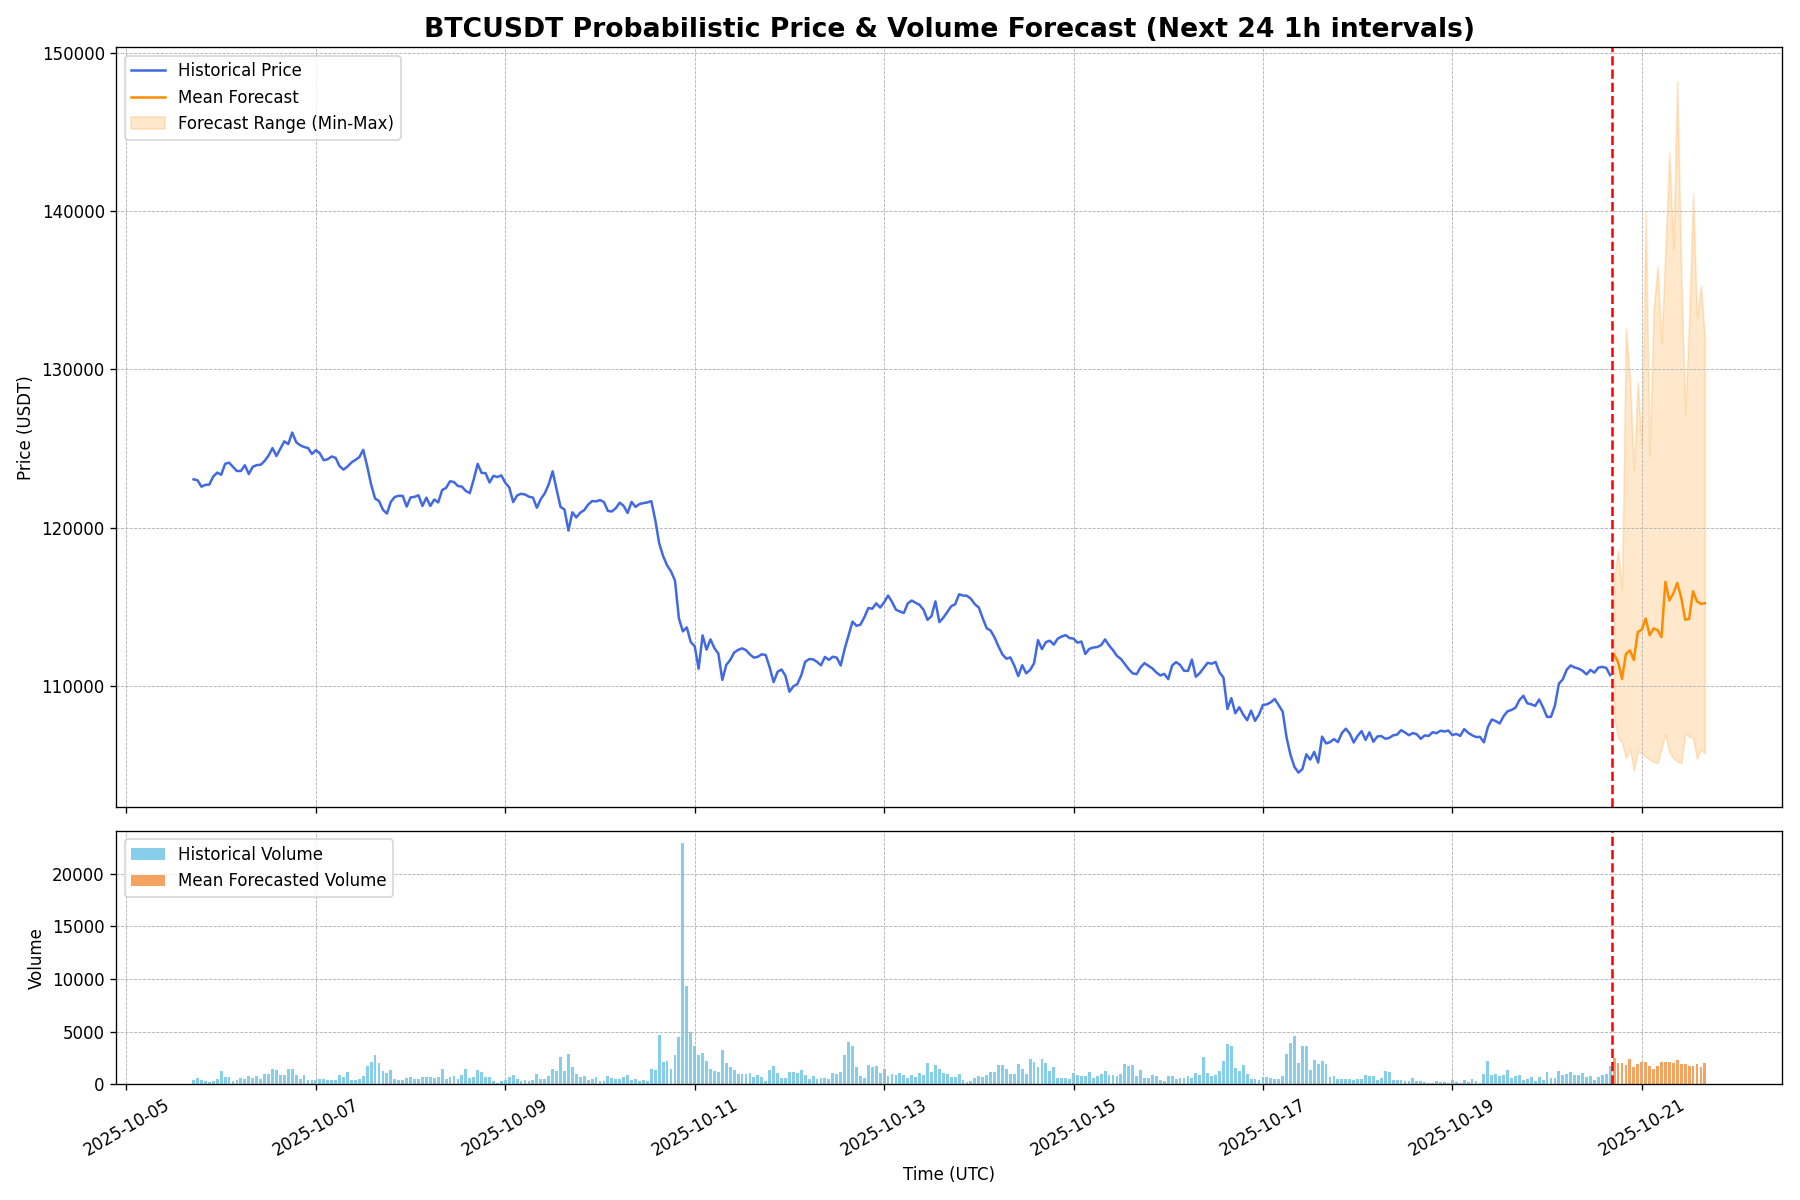 BTCUSDT Probabilistic Price & Volume Forecast (Next 24 1h intervals)
Historical Price
Mean Forecast
Forecast Range (Min-Max)
150000
140000
130000
120000
110000
Price (USDT)
Historical Volume
Mean Forecasted Volume
20000
15000
10000
5000
0
Volume
2025-10-05
2025-10-07
2025-10-09
2025-10-11
2025-10-13
2025-10-15
2025-10-17
2025-10-19
2025-10-21
Time (UTC)